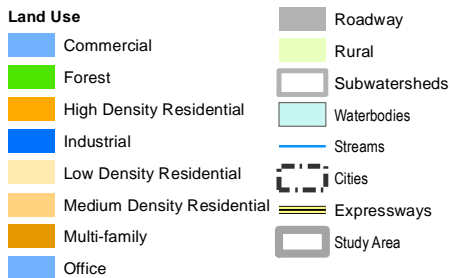 Land Use
Commercial
Forest
High Density Residential
Industrial
Low Density Residential
Medium Density Residential
Multi-family
Office
Roadway
Rural
Subwatersheds
Waterbodies
Streams
Cities
Expressways
Study Area